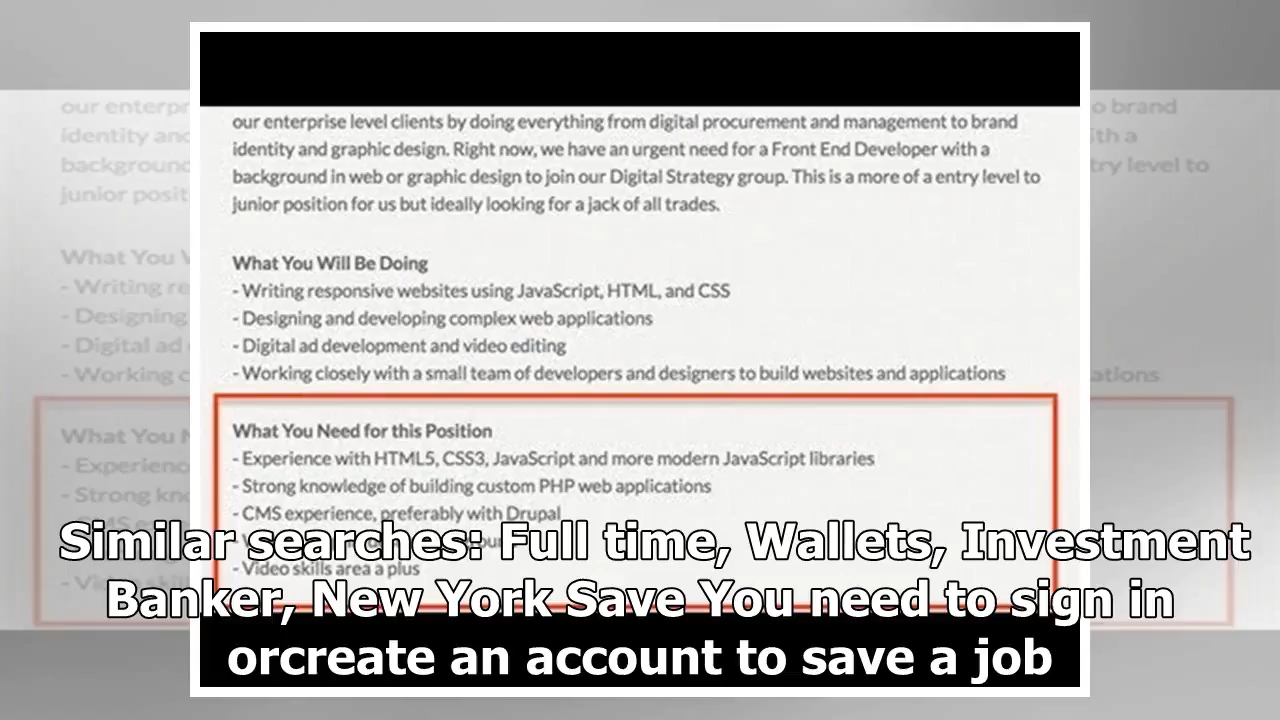 our enterprise level clients by doing everything from digital procurement and management to brand
identity and graphic design. Right now, we have an urgent need for a Front End Developer with a
background in web or graphic design to join our Digital Strategy group. This is a more of a entry level to
junior position for us but ideally looking for a jack of all trades.
What You Will Be Doing
- Writing responsive websites using JavaScript, HTML, and CSS
- Designing and developing complex web applications
- Digital ad development and video editing
- Working closely with a small team of developers and designers to build websites and applications
What You Need for this Position
- Experience with HTML5, CSS3, JavaScript and more modern JavaScript libraries
- Strong knowledge of building custom PHP web applications
- CMS experience, preferably with Drupal
- Video skills area a plus
Similar searches: Full time, Wallets, Investment
Banker, New York Save You need to sign in
orcreate an account to save a job